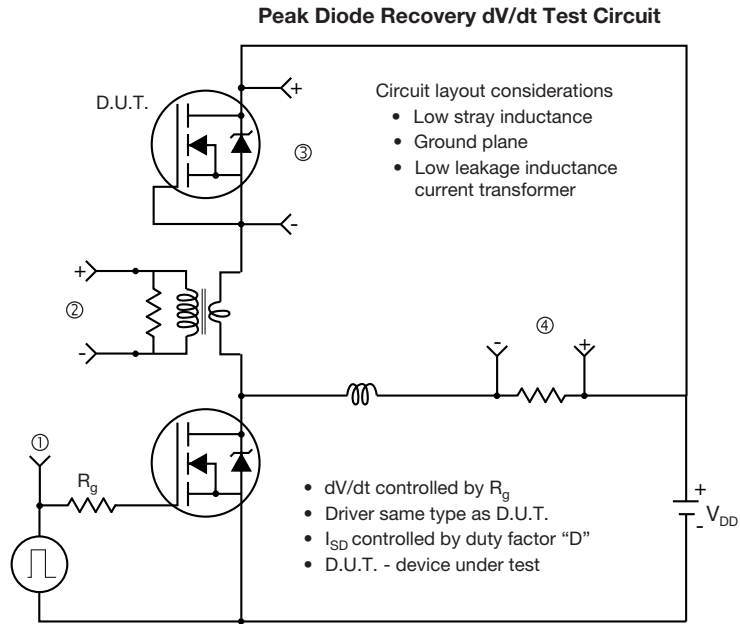 Peak Diode Recovery dV/dt Test Circuit
D.U.T.
+
Circuit layout considerations
• Low stray inductance
• Ground plane
• Low leakage inductance
current transformer
③
-
+
②
-
④
-
+
①
Rg
• dV/dt controlled by Rg
• Driver same type as D.U.T.
• ISD controlled by duty factor “D”
• D.U.T. - device under test
+
VDD
-